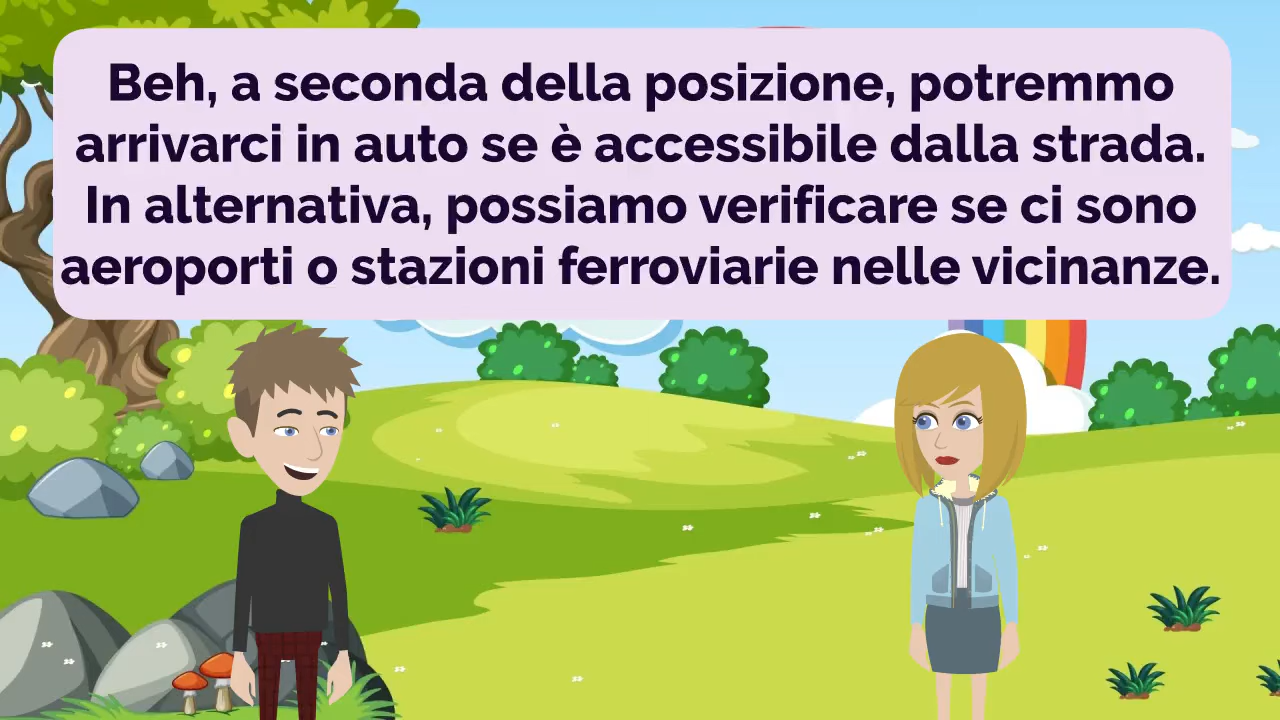 Beh, a seconda della posizione, potremmo
arrivarci in auto se è accessibile dalla strada.
In alternativa, possiamo verificare se ci sono
aeroporti o stazioni ferroviarie nelle vicinanze.